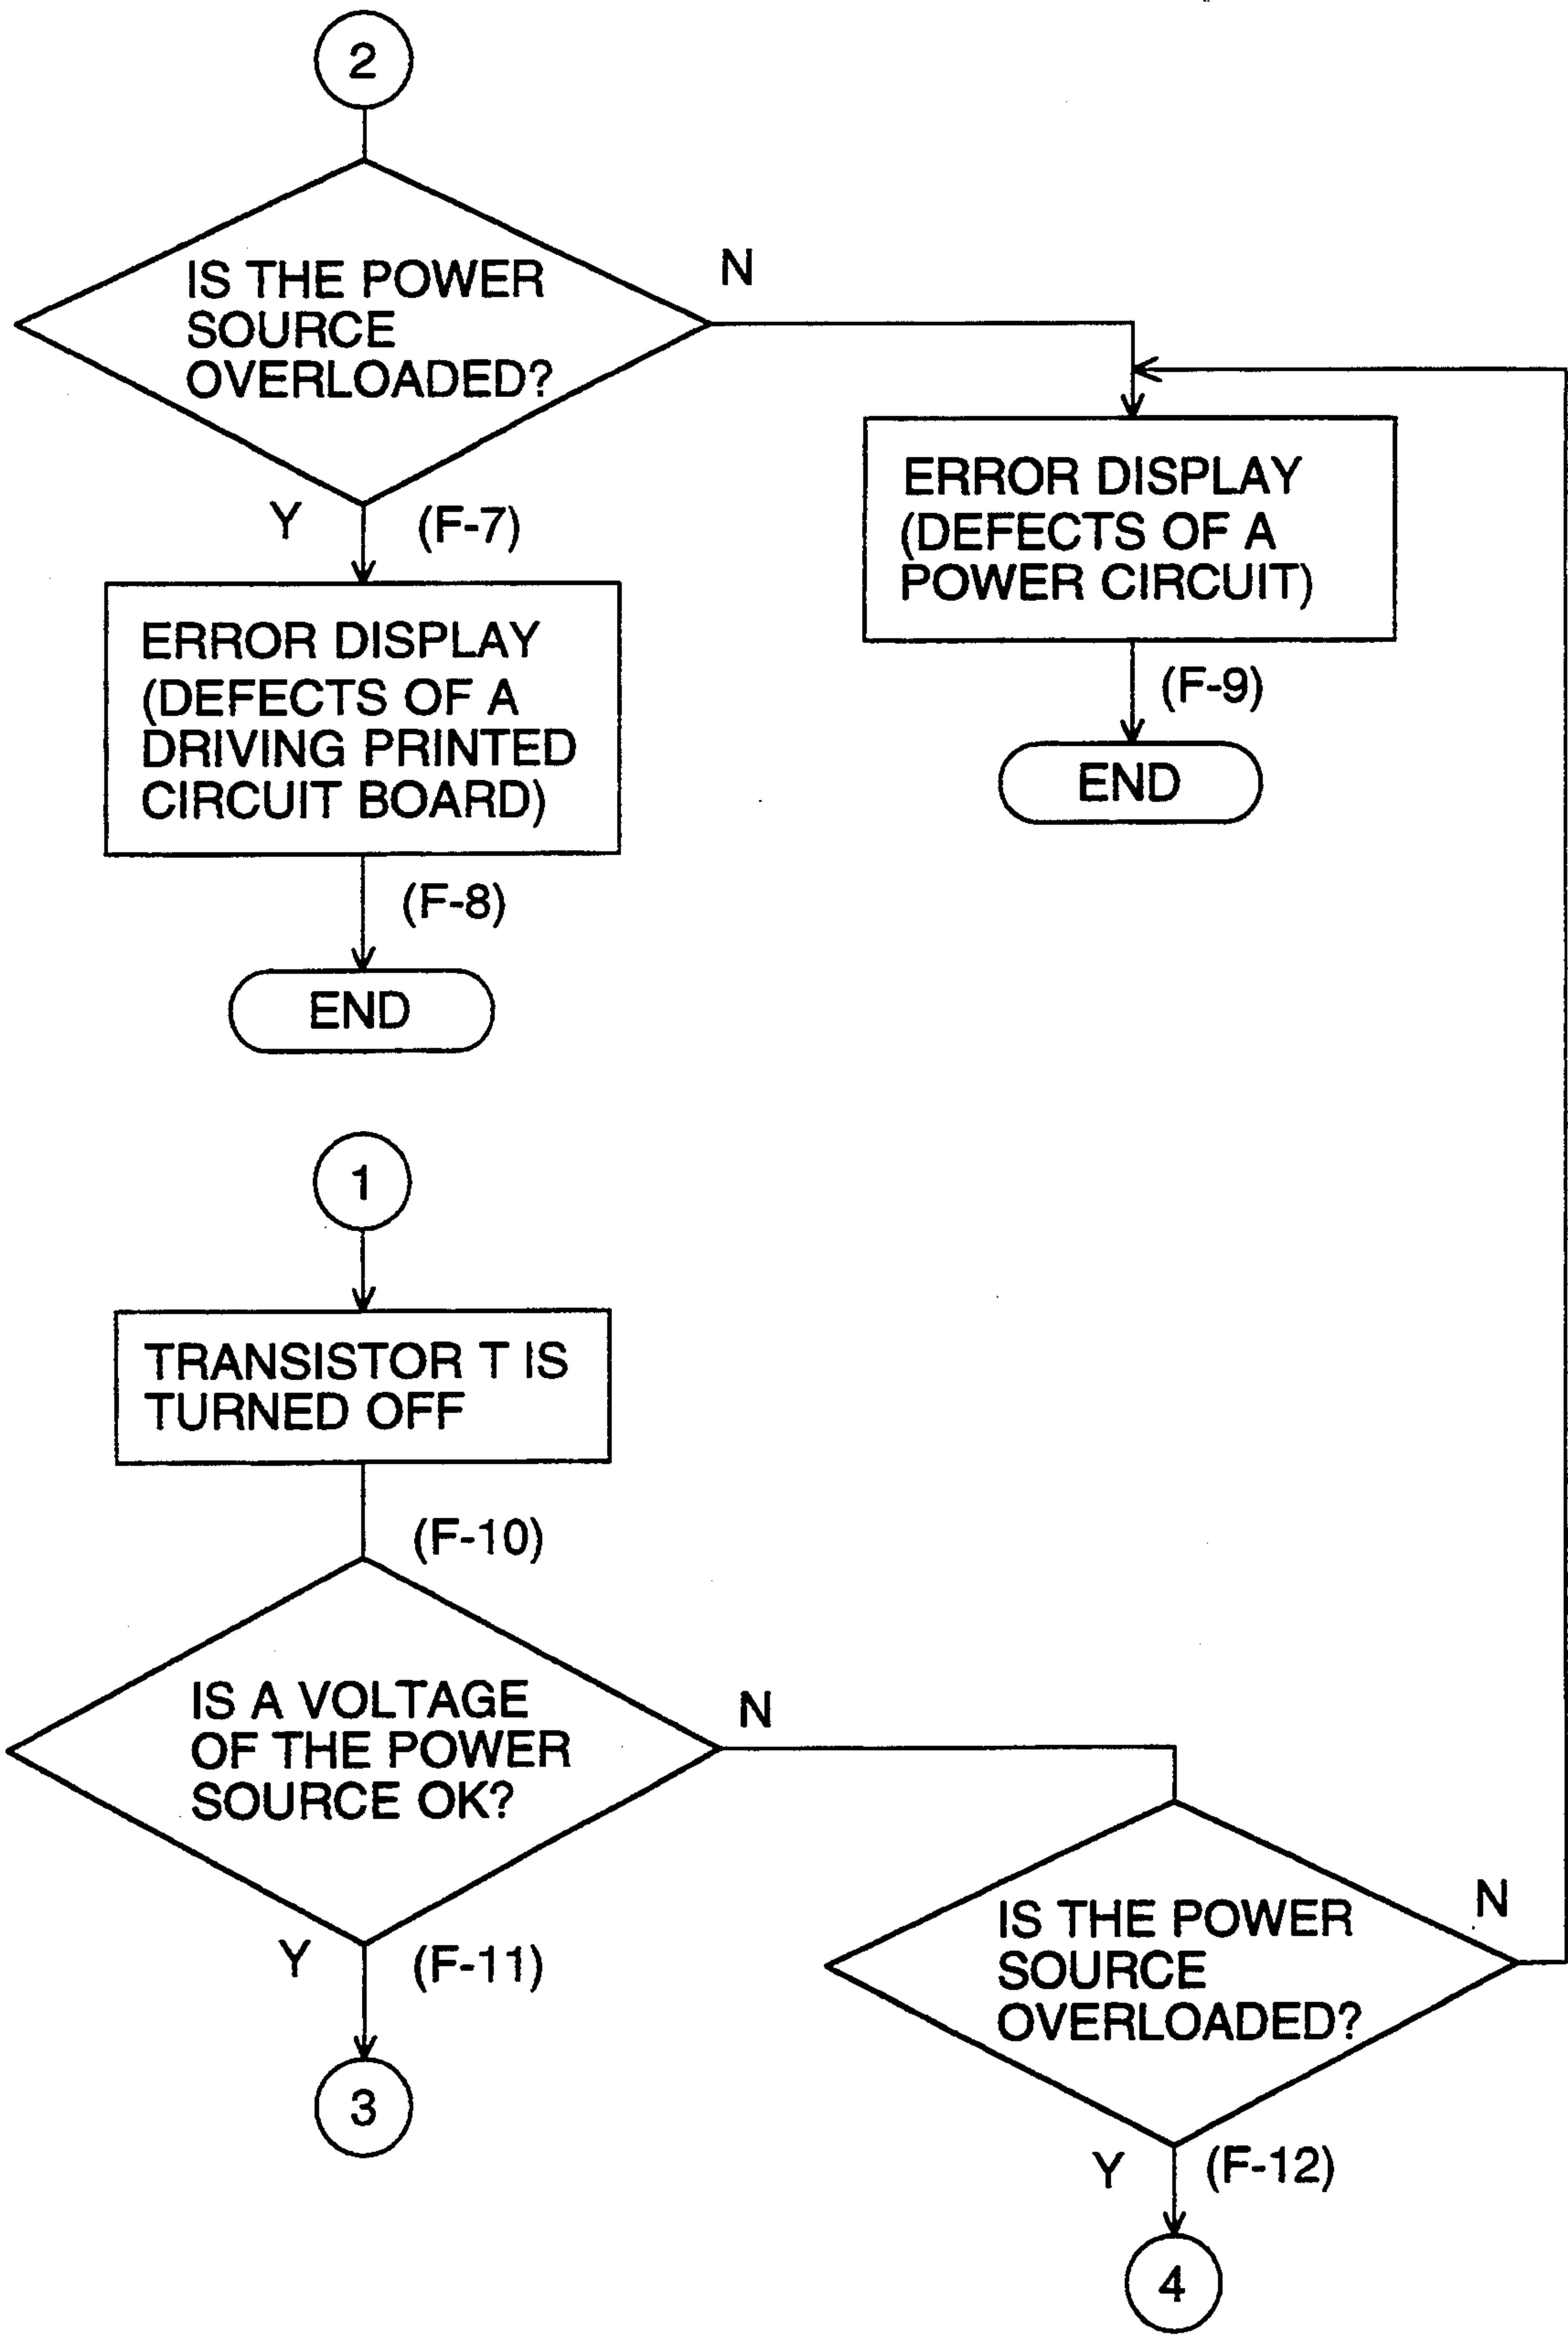 2
IS THE POWER
SOURCE
OVERLOADED?
N
Y
(F-7)
ERROR DISPLAY
(DEFECTS OF A
POWER CIRCUIT)
(F-9)
END
ERROR DISPLAY
(DEFECTS OF A
DRIVING PRINTED
CIRCUIT BOARD)
(F-8)
END
1
TRANSISTOR T IS
TURNED OFF
(F-10)
IS A VOLTAGE
OF THE POWER
SOURCE OK?
N
Y
(F-11)
3
IS THE POWER
SOURCE
OVERLOADED?
N
Y
(F-12)
4